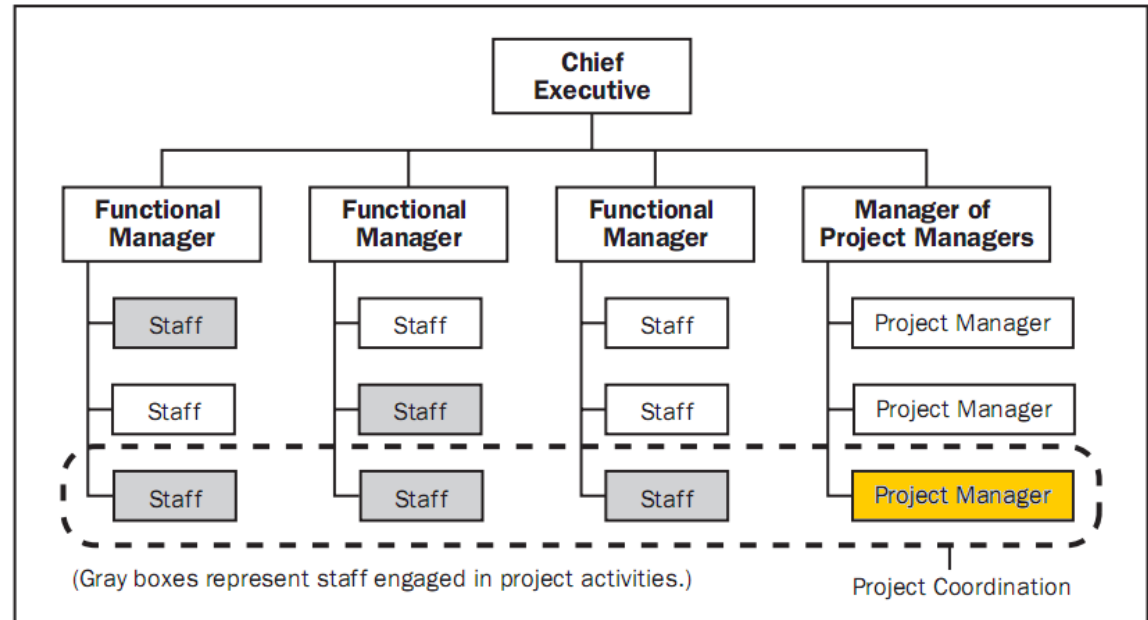 Chief
Executive
Functional
Manager
Functional
Manager
Functional
Manager
Manager of
Project Managers
Staff
Staff
Staff
Project Manager
Staff
Staff
Staff
Project Manager
Staff
Staff
Staff
Project Manager
(Gray boxes represent staff engaged in project activities.)
Project Coordination